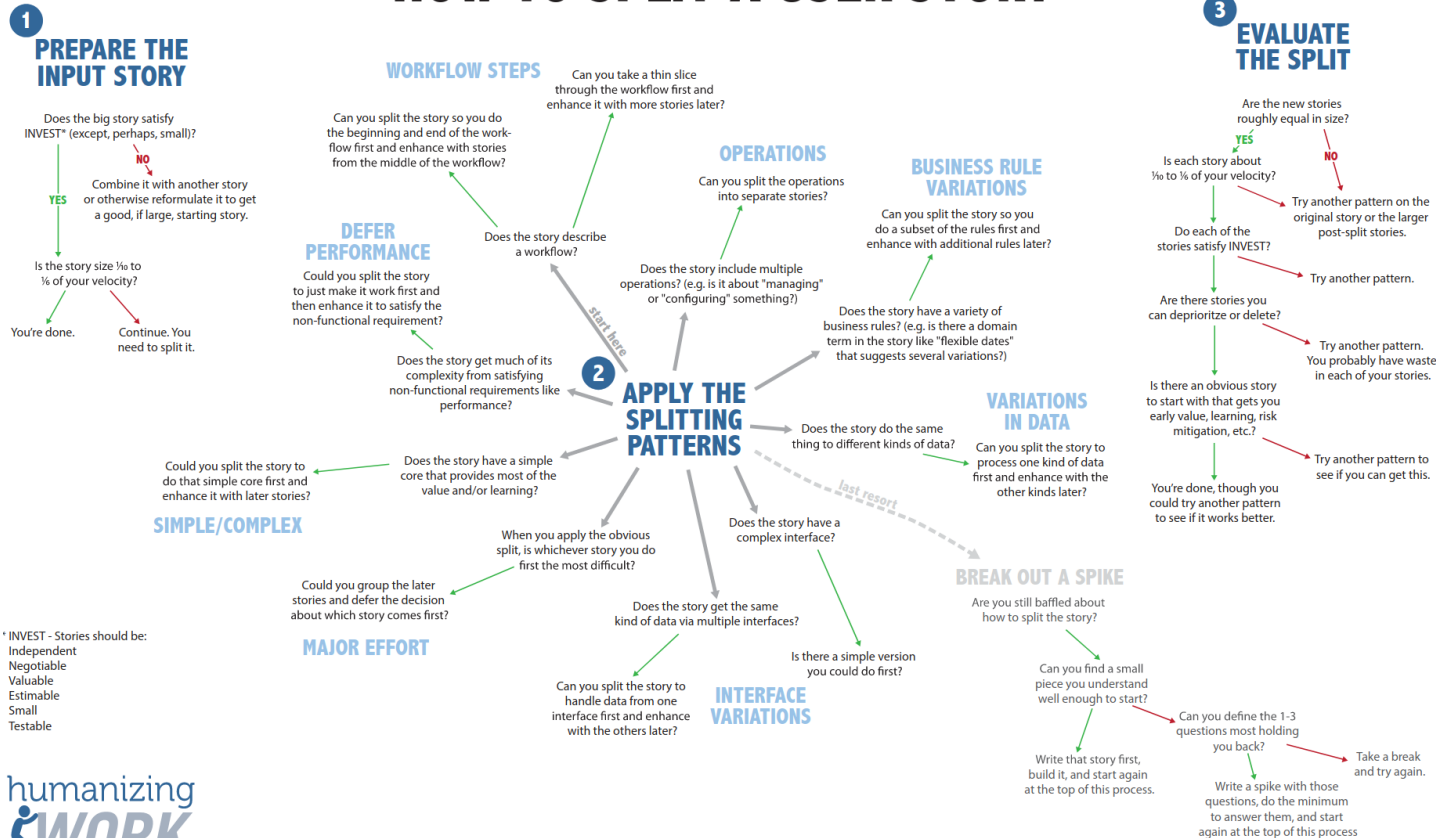 HOW TO SPLIT A USER STORY
1
PREPARE THE
INPUT STORY
Does the big story satisfy
INVEST* (except, perhaps, small)?
YES
NO
Combine it with another story
or otherwise reformulate it to get
a good, if large, starting story.
Is the story size 1⁄10 to
1⁄6 of your velocity?
You're done.
Continue. You
need to split it.
2
APPLY THE
SPLITTING
PATTERNS
start here
last resort
WORKFLOW STEPS
Does the story describe
a workflow?
Can you split the story so you do
the beginning and end of the work-
flow first and enhance with stories
from the middle of the workflow?
Can you take a thin slice
through the workflow first and
enhance it with more stories later?
OPERATIONS
Can you split the operations
into separate stories?
Does the story include multiple
operations? (e.g. is it about "managing"
or "configuring" something?)
BUSINESS RULE
VARIATIONS
Can you split the story so you
do a subset of the rules first and
enhance with additional rules later?
Does the story have a variety of
business rules? (e.g. is there a domain
term in the story like "flexible dates"
that suggests several variations?)
VARIATIONS
IN DATA
Does the story do the same
thing to different kinds of data?
Can you split the story to
process one kind of data
first and enhance with the
other kinds later?
DEFER
PERFORMANCE
Could you split the story
to just make it work first and
then enhance it to satisfy the
non-functional requirement?
Does the story get much of its
complexity from satisfying
non-functional requirements like
performance?
Does the story have a simple
core that provides most of the
value and/or learning?
Could you split the story to
do that simple core first and
enhance it with later stories?
SIMPLE/COMPLEX
When you apply the obvious
split, is whichever story you do
first the most difficult?
Could you group the later
stories and defer the decision
about which story comes first?
MAJOR EFFORT
Does the story get the same
kind of data via multiple interfaces?
Can you split the story to
handle data from one
interface first and enhance
with the others later?
INTERFACE
VARIATIONS
Does the story have a
complex interface?
Is there a simple version
you could do first?
BREAK OUT A SPIKE
Are you still baffled about
how to split the story?
Can you find a small
piece you understand
well enough to start?
Write that story first,
build it, and start again
at the top of this process.
Can you define the 1-3
questions most holding
you back?
Take a break
and try again.
Write a spike with those
questions, do the minimum
to answer them, and start
again at the top of this process
3
EVALUATE
THE SPLIT
Are the new stories
roughly equal in size?
YES
NO
Is each story about
1⁄10 to 1⁄6 of your velocity?
Try another pattern on the
original story or the larger
post-split stories.
Do each of the
stories satisfy INVEST?
Try another pattern.
Are there stories you
can deprioritze or delete?
Try another pattern.
You probably have waste
in each of your stories.
Is there an obvious story
to start with that gets you
early value, learning, risk
mitigation, etc.?
Try another pattern to
see if you can get this.
You're done, though you
could try another pattern
to see if it works better.
* INVEST - Stories should be:
Independent
Negotiable
Valuable
Estimable
Small
Testable
humanizing
WORK